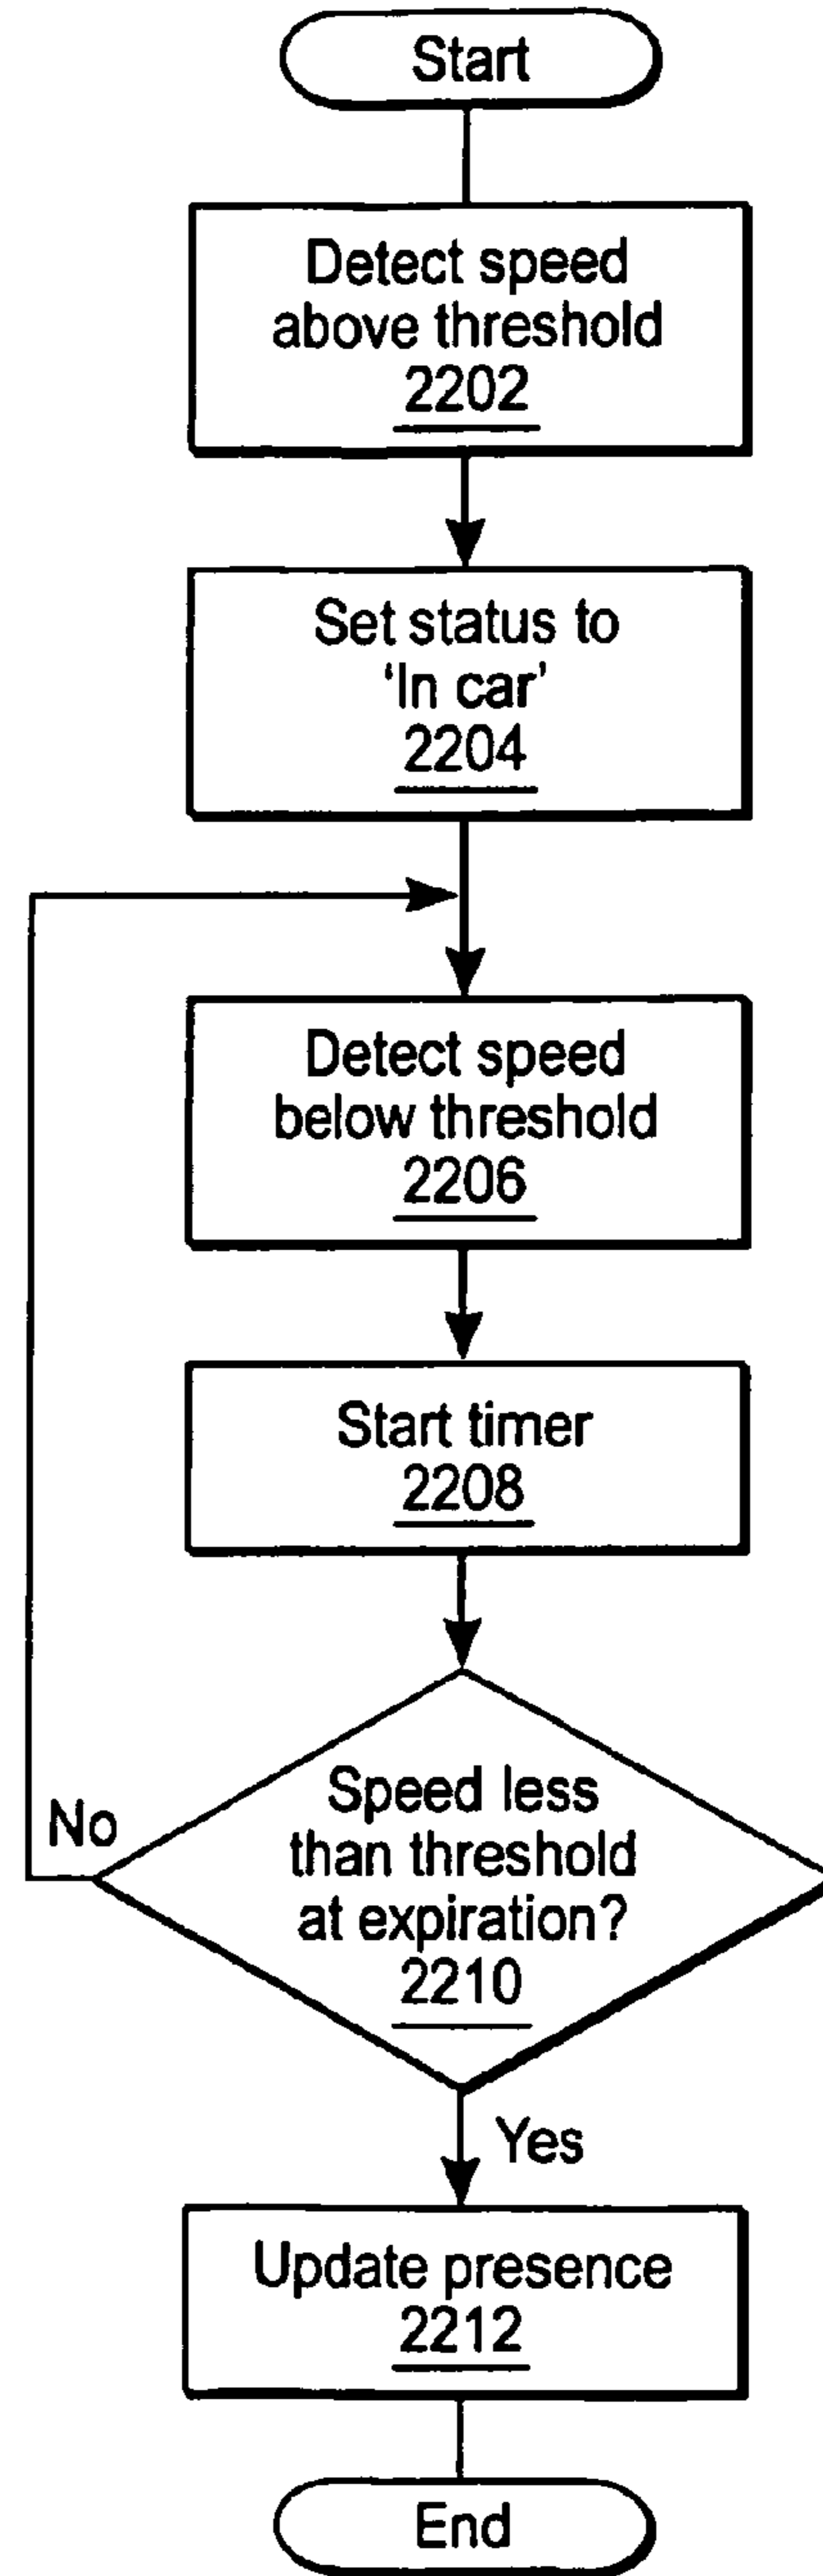 Start
Detect speed
above threshold
2202
Set status to
‘In car’
2204
Detect speed
below threshold
2206
Start timer
2208
Speed less
than threshold
at expiration?
2210
No
Yes
Update presence
2212
End